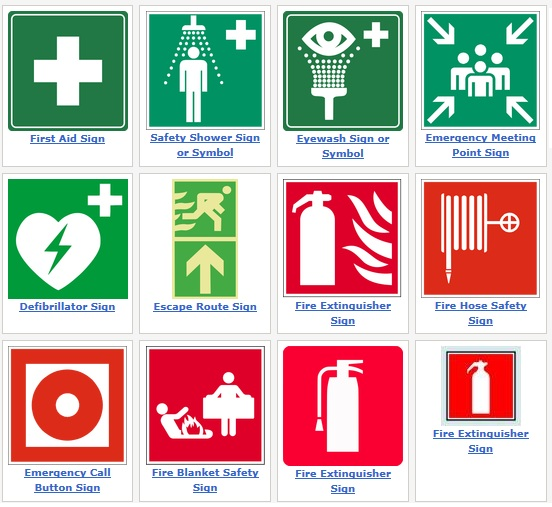 First Aid Sign
Safety Shower Sign
or Symbol
Eyewash Sign or
Symbol
Emergency Meeting
Point Sign
Defibrillator Sign
Escape Route Sign
Fire Extinguisher
Sign
Fire Hose Safety
Sign
Emergency Call
Button Sign
Fire Blanket Safety
Sign
Fire Extinguisher
Sign
Fire Extinguisher
Sign